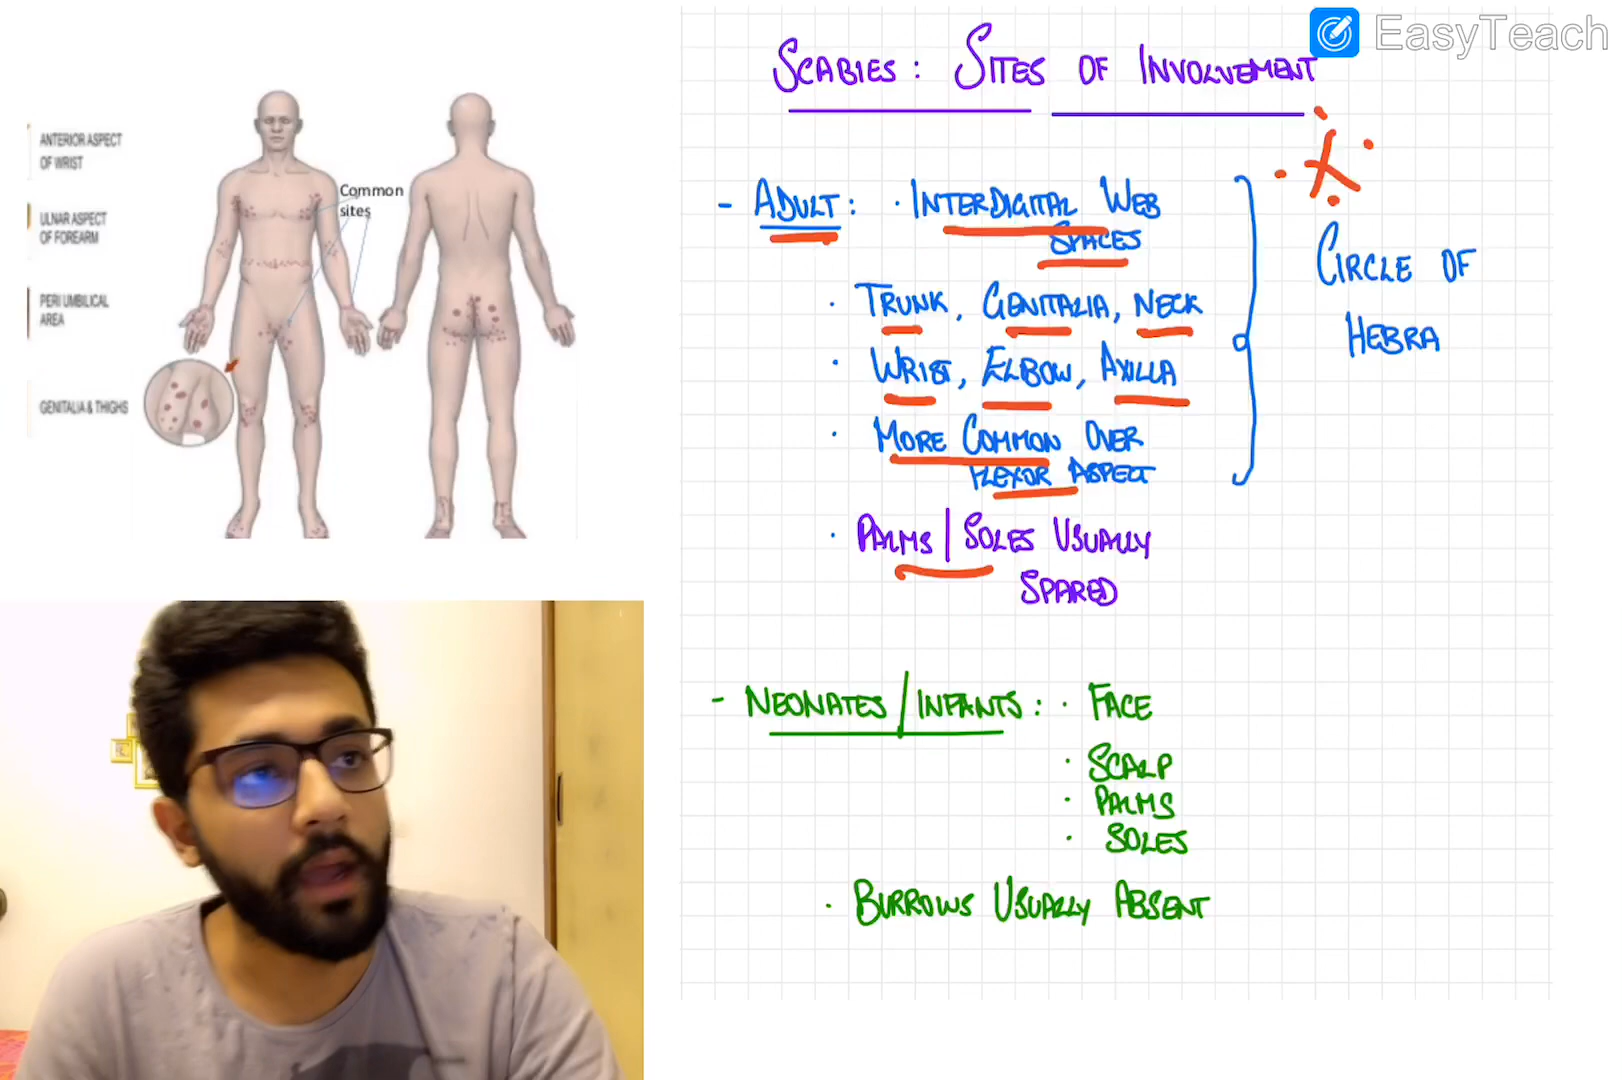 EasyTeach
SCABIES: SITES OF INVOLVEMENT
ANTERIOR ASPECT
OF WRIST
ULNAR ASPECT
OF FOREARM
PERI UMBILICAL
AREA
GENITALIA & THIGHS
Common
sites
- ADULT: · INTERDIGITAL WEB
SPACES
· TRUNK, GENITALIA, NECK
· WRIST, ELBOW, AXILLA
· MORE COMMON OVER
FLEXOR ASPECT
· PALMS/SOLES USUALLY
SPARED
CIRCLE OF
HEBRA
- NEONATES/INFANTS: · FACE
· SCALP
· PALMS
· SOLES
· BURROWS USUALLY ABSENT